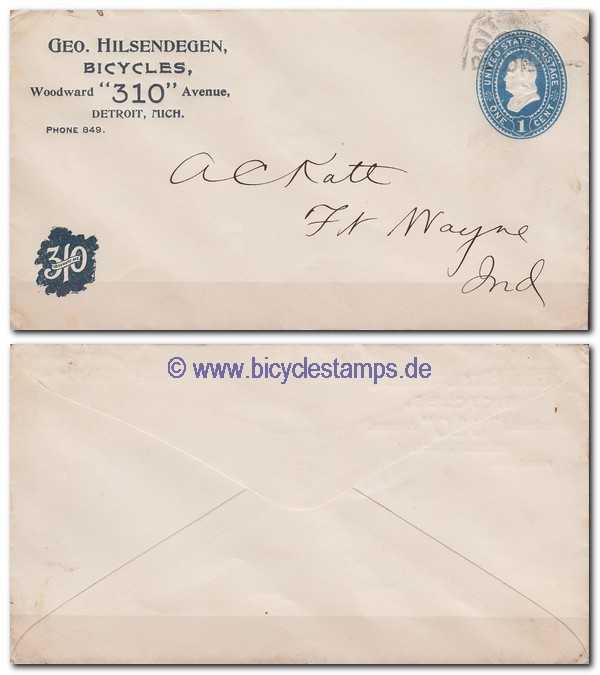 GEO. HILSENDEGEN,
BICYCLES,
Woodward "310" Avenue,
DETROIT, MICH.
PHONE 849.
UNITED STATES POSTAGE
ONE 1 CENT
A C Katt
Ft Wayne
Ind
310
© www.bicyclestamps.de